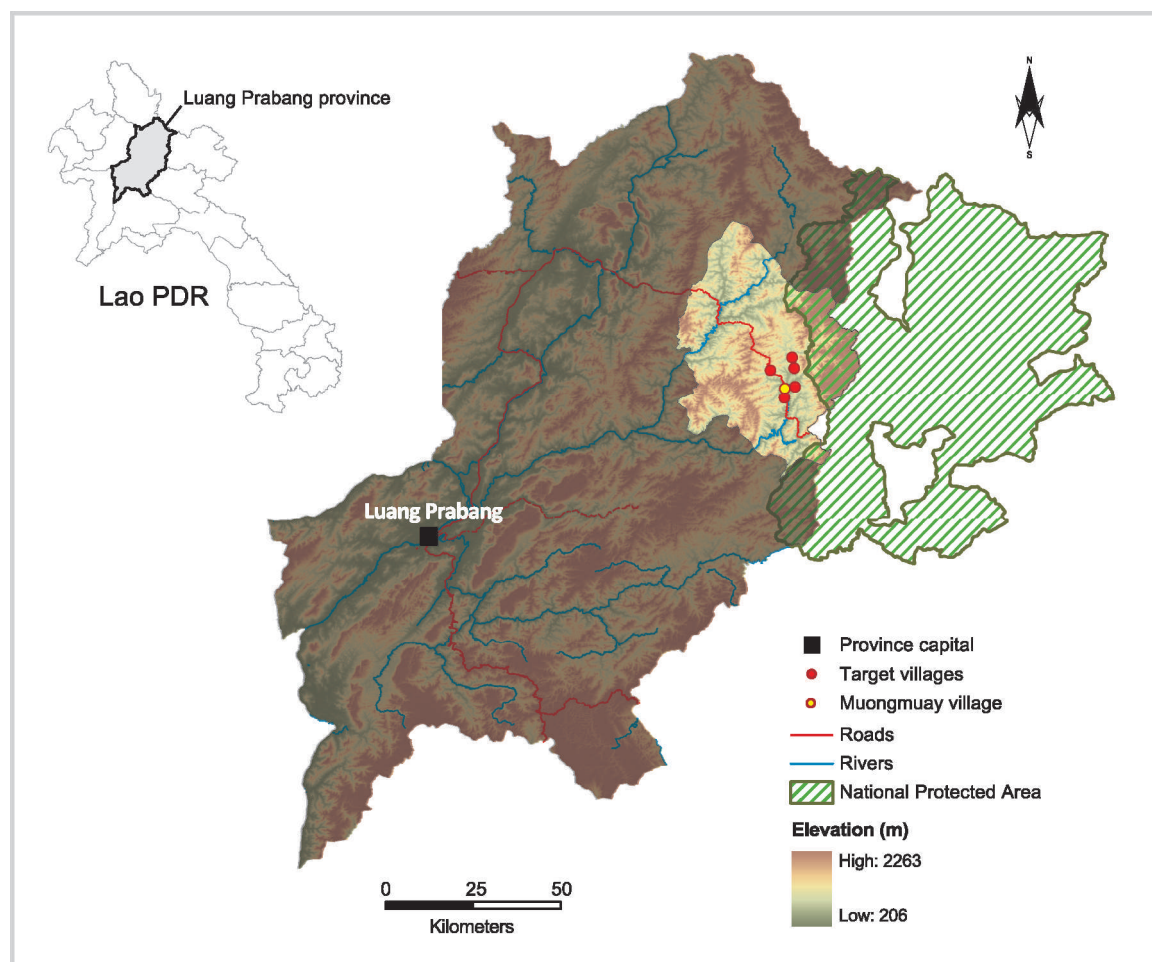 Luang Prabang province
Lao PDR
N
S
Luang Prabang
Province capital
Target villages
Muongmuay village
Roads
Rivers
National Protected Area
Elevation (m)
High: 2263
Low: 206
0 25 50
Kilometers